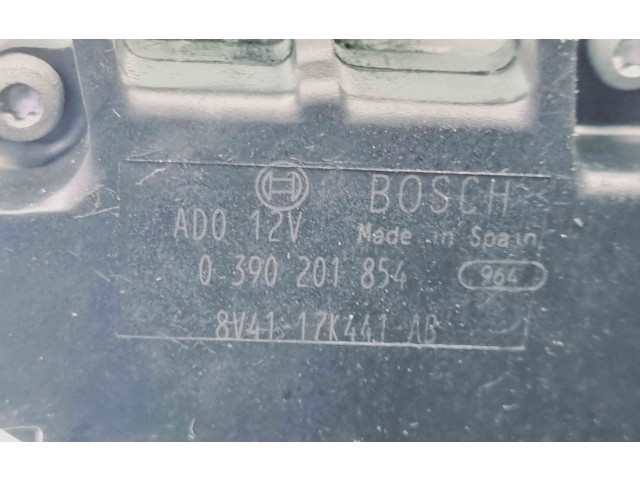 BOSCH
ADO 12V Made in Spain
0 390 201 854 964
8V41 17K441 AB